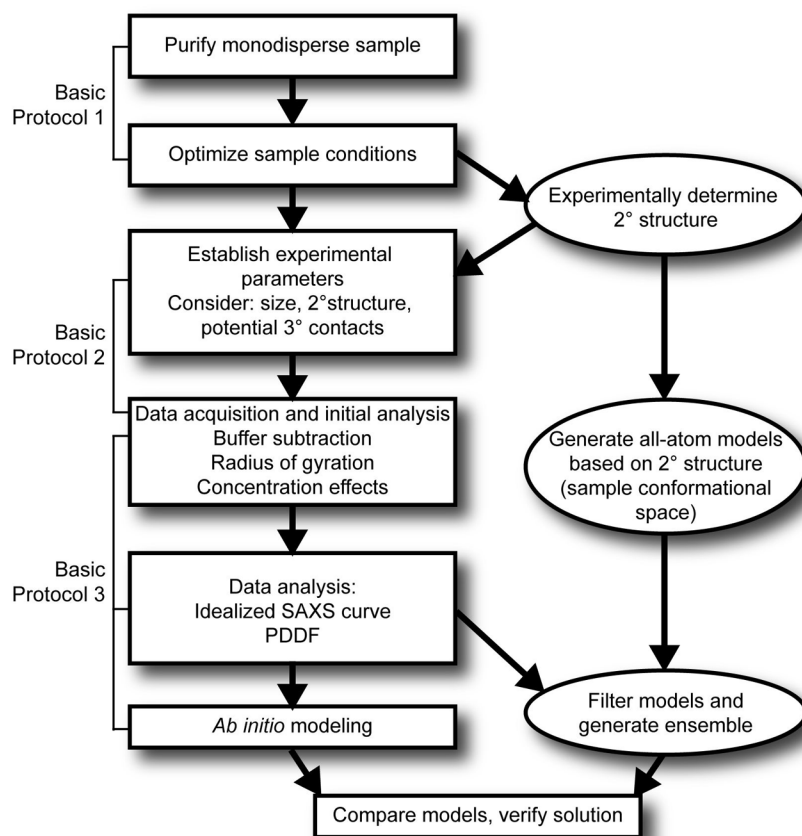 Purify monodisperse sample
Basic
Protocol 1
Optimize sample conditions
Experimentally determine
2° structure
Establish experimental
parameters
Consider: size, 2°structure,
potential 3° contacts
Basic
Protocol 2
Data acquisition and initial analysis
Buffer subtraction
Radius of gyration
Concentration effects
Generate all-atom models
based on 2° structure
(sample conformational
space)
Basic
Protocol 3
Data analysis:
Idealized SAXS curve
PDDF
Filter models and
generate ensemble
Ab initio modeling
Compare models, verify solution